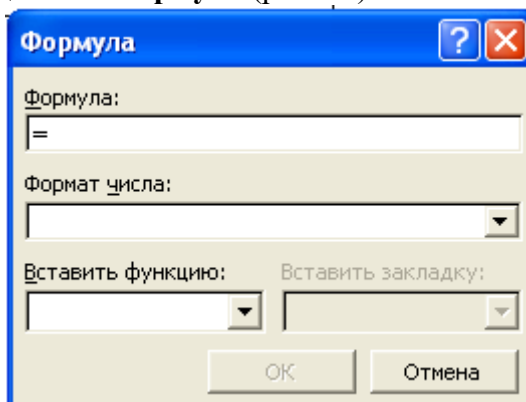 Формула
Формула:
=
Формат числа:
Вставить функцию: Вставить закладку:
ОК Отмена